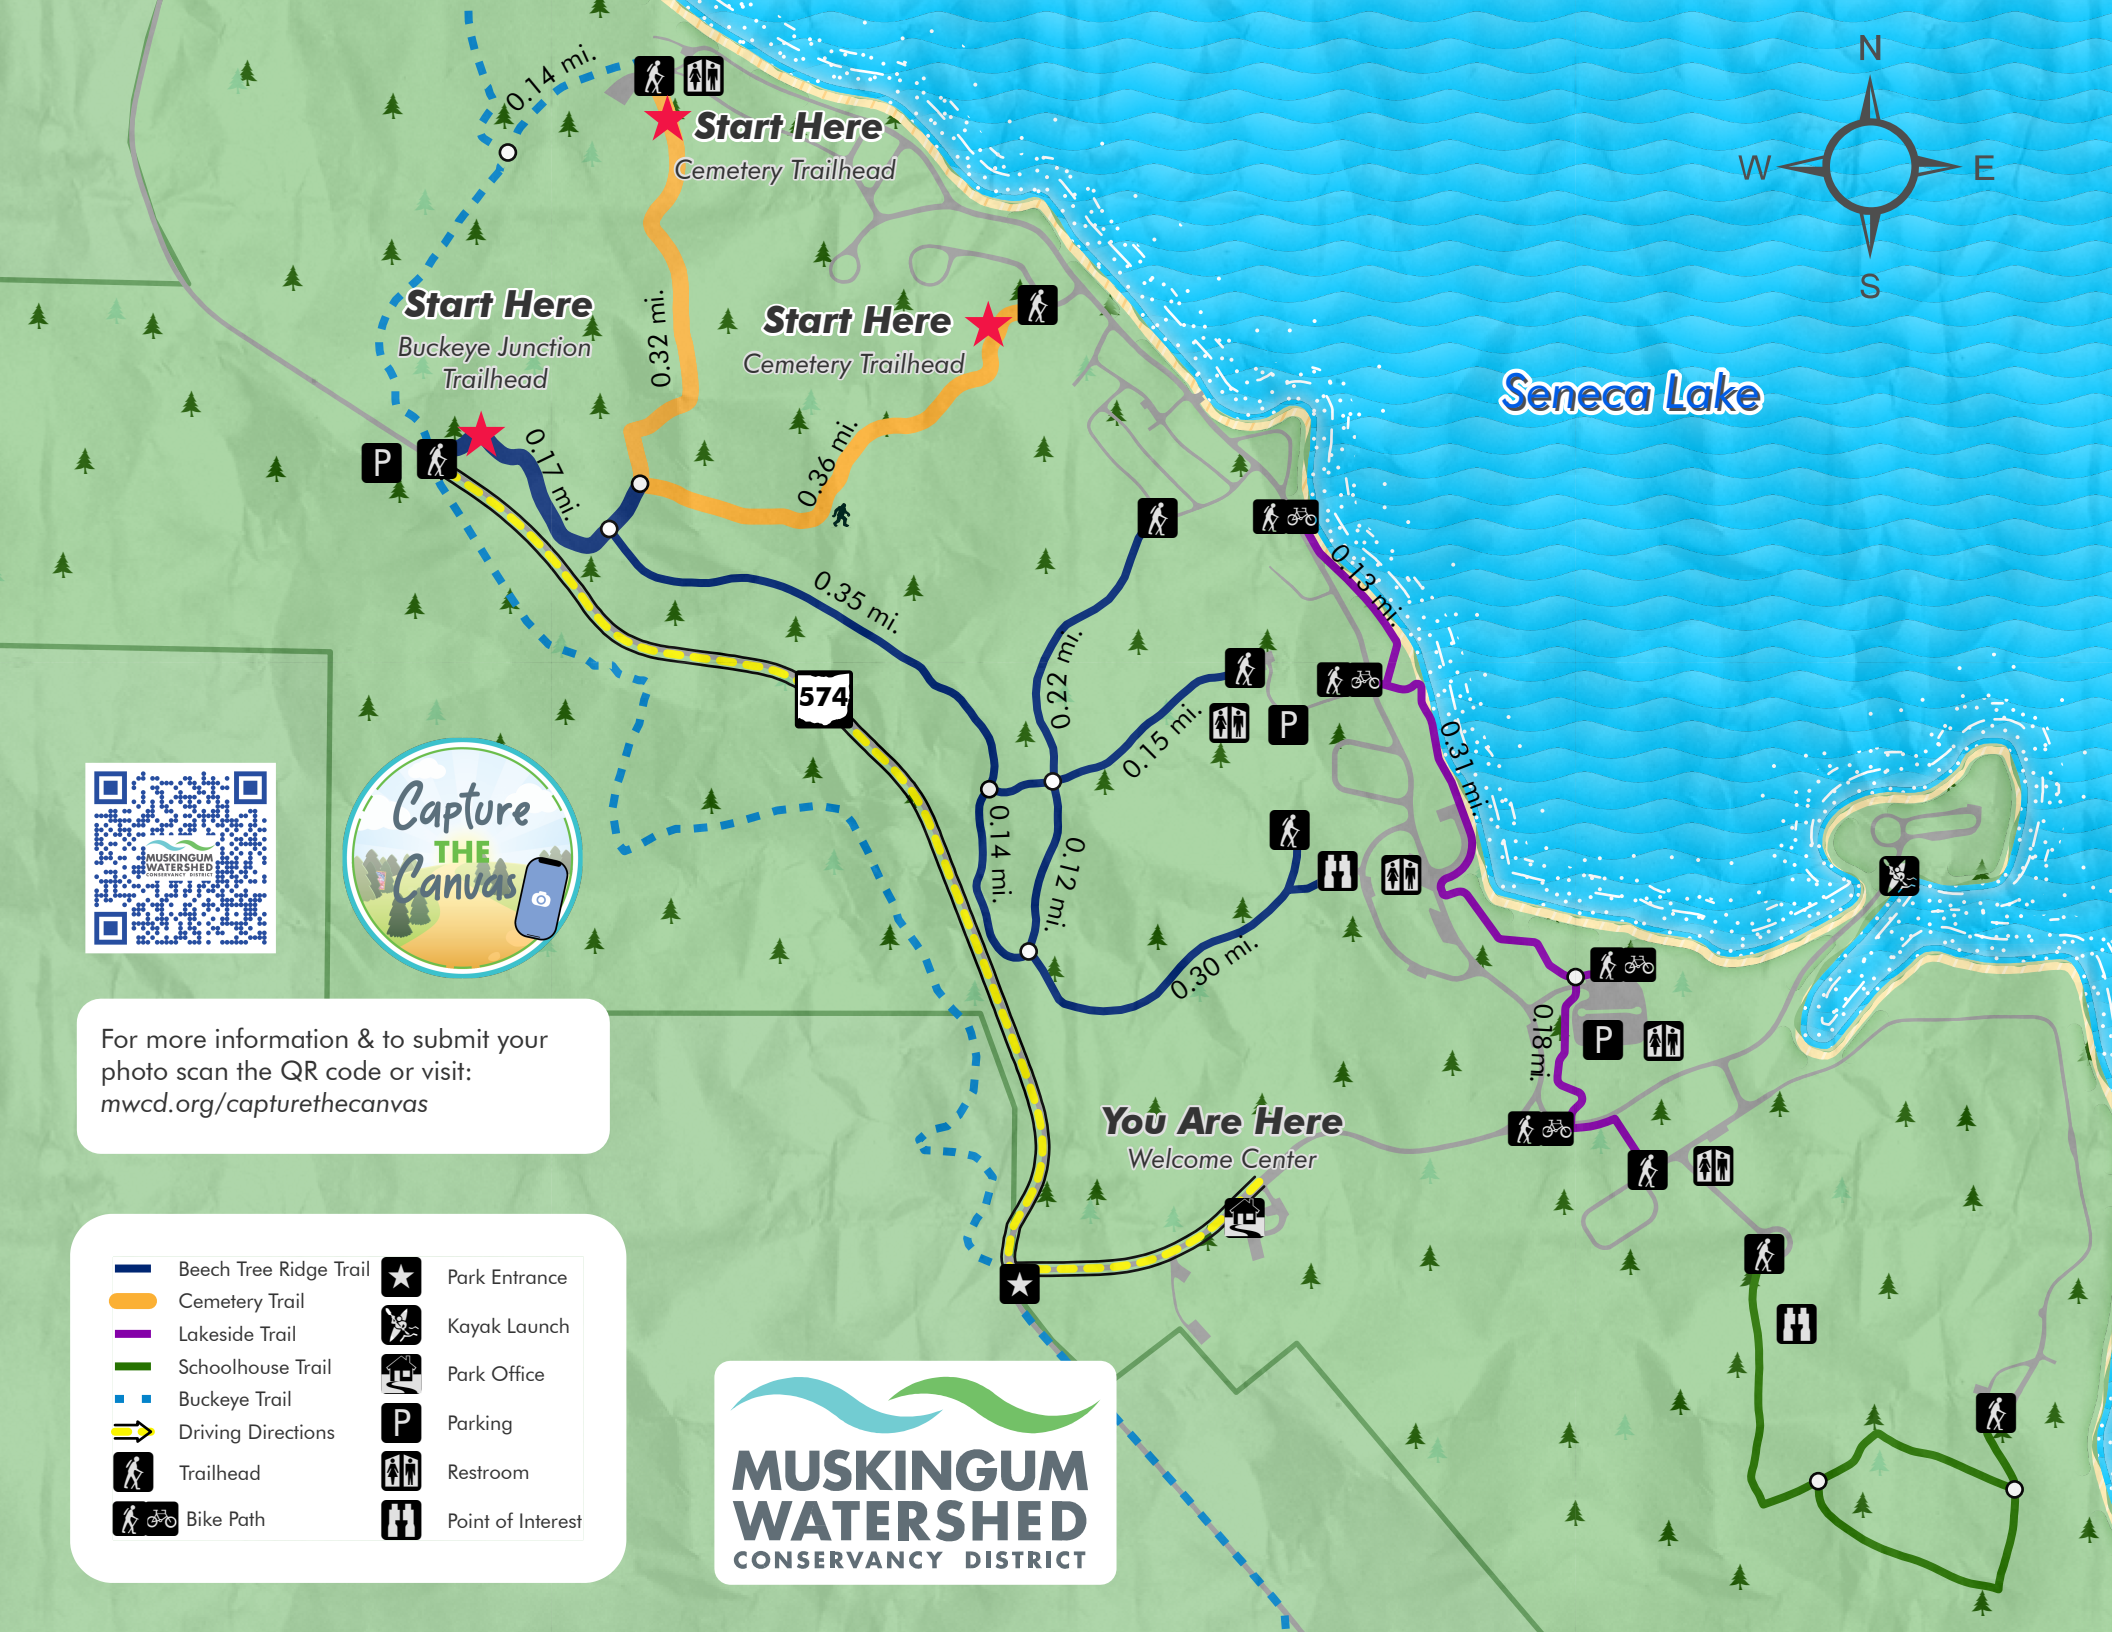 N
W
E
S
0.14 mi.
Start Here
Cemetery Trailhead
Start Here
Buckeye Junction
Trailhead
0.32 mi.
Start Here
Cemetery Trailhead
Seneca Lake
P
0.17 mi.
0.36 mi.
0.35 mi.
0.13 mi.
574
0.22 mi.
0.15 mi.
P
0.31 mi.
0.14 mi.
0.12 mi.
0.30 mi.
0.18 mi.
P
MUSKINGUM
WATERSHED
CONSERVANCY DISTRICT
Capture
THE
Canvas
For more information & to submit your
photo scan the QR code or visit:
mwcd.org/capturethecanvas
You Are Here
Welcome Center
Beech Tree Ridge Trail
Cemetery Trail
Lakeside Trail
Schoolhouse Trail
Buckeye Trail
Driving Directions
Trailhead
Bike Path
Park Entrance
Kayak Launch
Park Office
P
Parking
Restroom
Point of Interest
MUSKINGUM
WATERSHED
CONSERVANCY DISTRICT